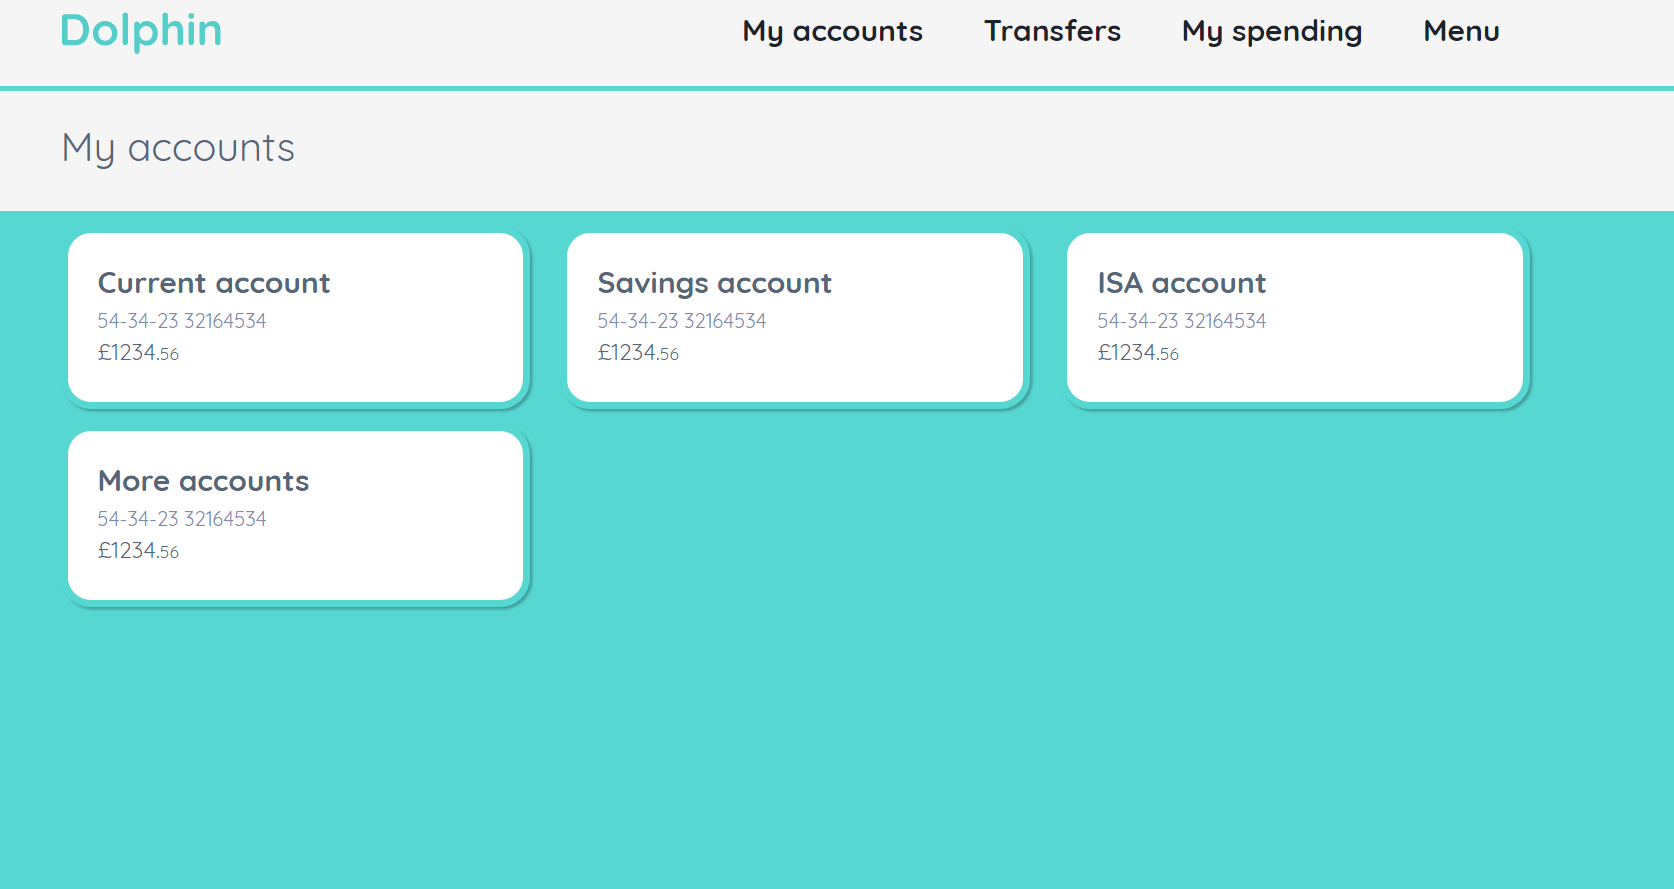 Dolphin
My accounts Transfers My spending Menu
My accounts
Current account
54-34-23 32164534
£1234.56
Savings account
54-34-23 32164534
£1234.56
ISA account
54-34-23 32164534
£1234.56
More accounts
54-34-23 32164534
£1234.56